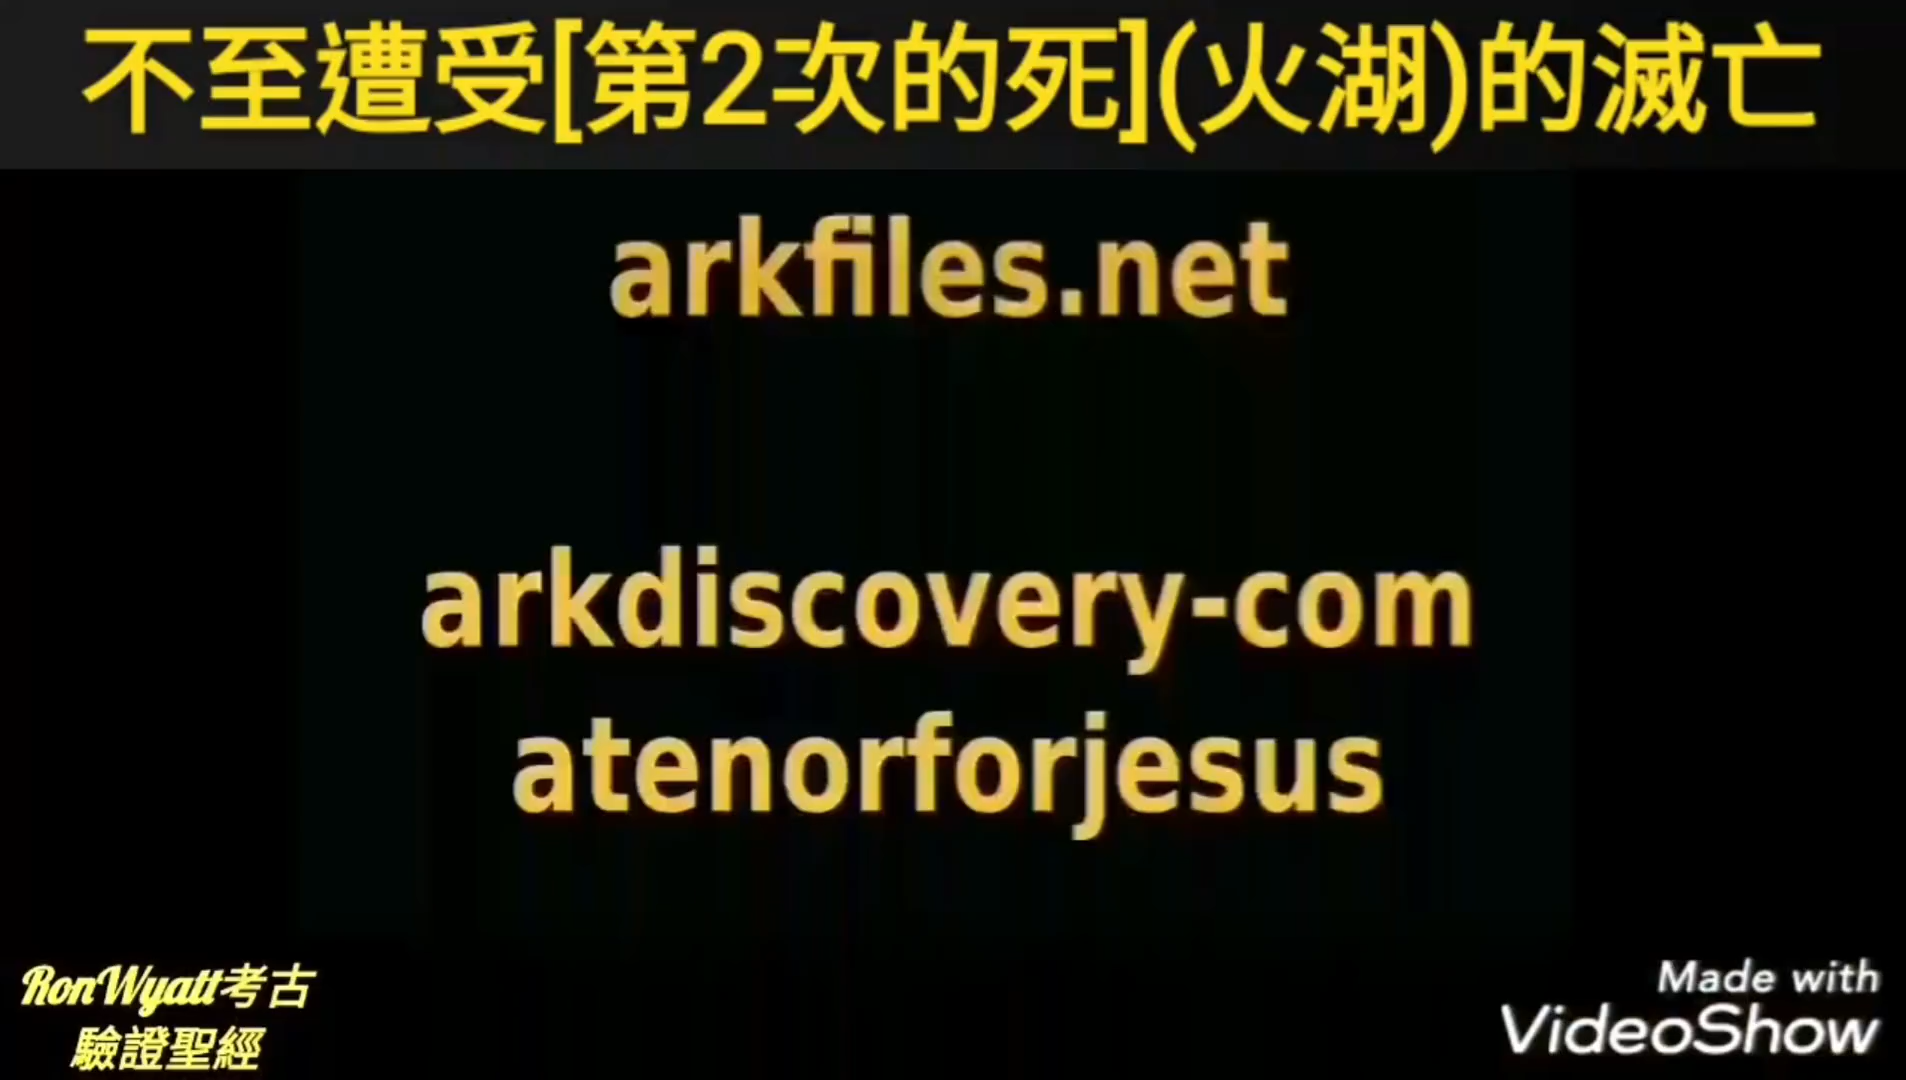 不至遭受[第2次的死](火湖)的滅亡
arkfiles.net
arkdiscovery-com
atenorforjesus
RonWyatt考古
驗證聖經
Made with
VideoShow